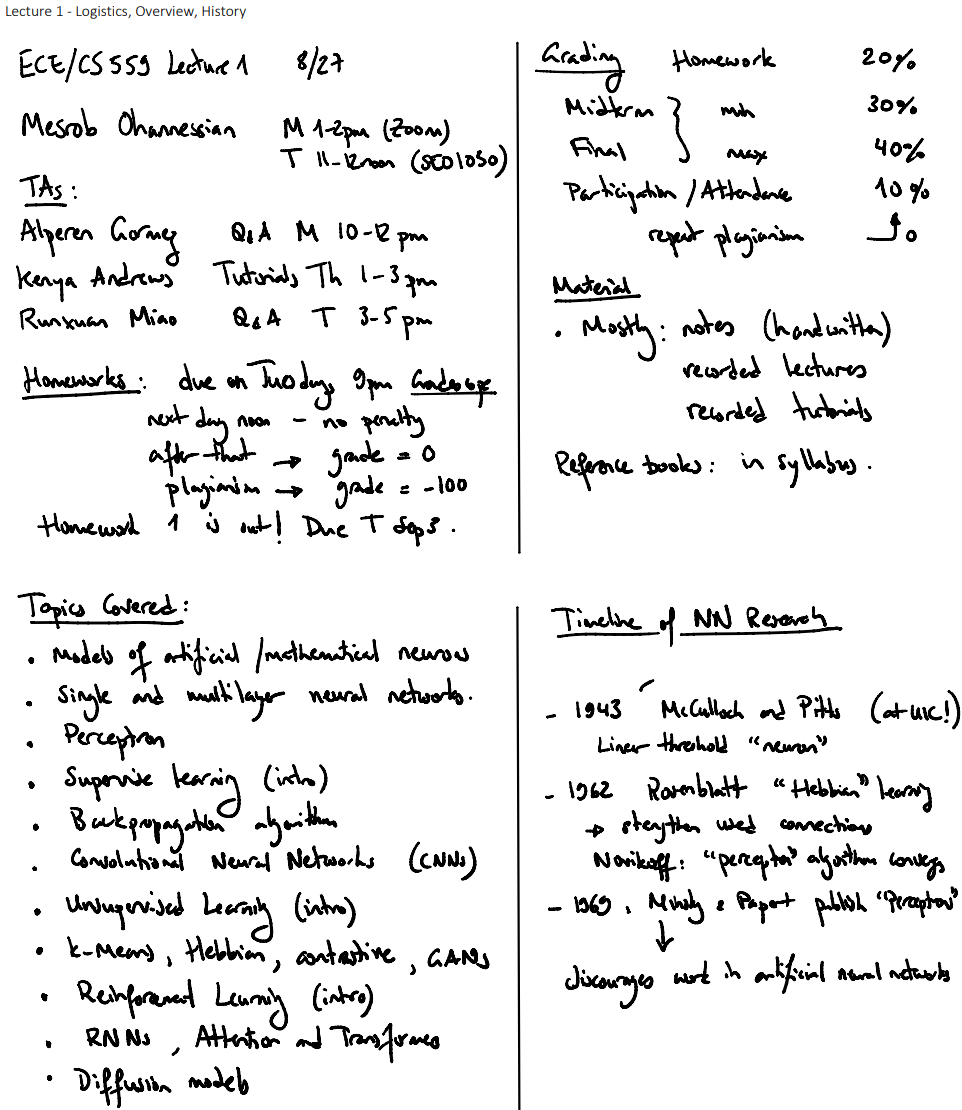 Lecture 1 - Logistics, Overview, History
ECE/CS 559 Lecture 1 8/27
Mesrob Ohannessian M 1-2pm (Zoom)
T 11-12noon (SEO1050)
TAs:
Alperen Gormez Q&A M 10-12 pm
Kenya Andrews Tutorials Th 1-3 pm
Runxuan Miao Q&A T 3-5 pm
Homeworks: due on Tuesdays 9pm Gradescope
next day noon - no penalty
after that → grade = 0
plagiarism → grade = -100
Homework 1 is out! Due T Sep 3.
Grading Homework 20%
Midterm } min 30%
Final } max 40%
Participation / Attendance 10%
repeat plagiarism → 0
Material
• Mostly: notes (handwritten)
recorded lectures
recorded tutorials
Reference books: in syllabus.
Topics Covered:
• Models of artificial / mathematical neurons
• Single and multilayer neural networks.
• Perceptron
• Supervise learning (intro)
• Backpropagation algorithm
• Convolutional Neural Networks (CNNs)
• Unsupervised Learning (intro)
• k-Means, Hebbian, contrastive, GANs
• Reinforcement Learning (intro)
• RNNs, Attention and Transformers
• Diffusion models
Timeline of NN Research
- 1943 McCulloch and Pitts (at UIC!)
Linear threshold "neuron"
- 1962 Rosenblatt "Hebbian" learning
→ strengthen used connections
Novikoff: "perceptron" algorithm converges
- 1969. Minsky & Papert publish "Perceptrons"
↓
discourages work in artificial neural networks